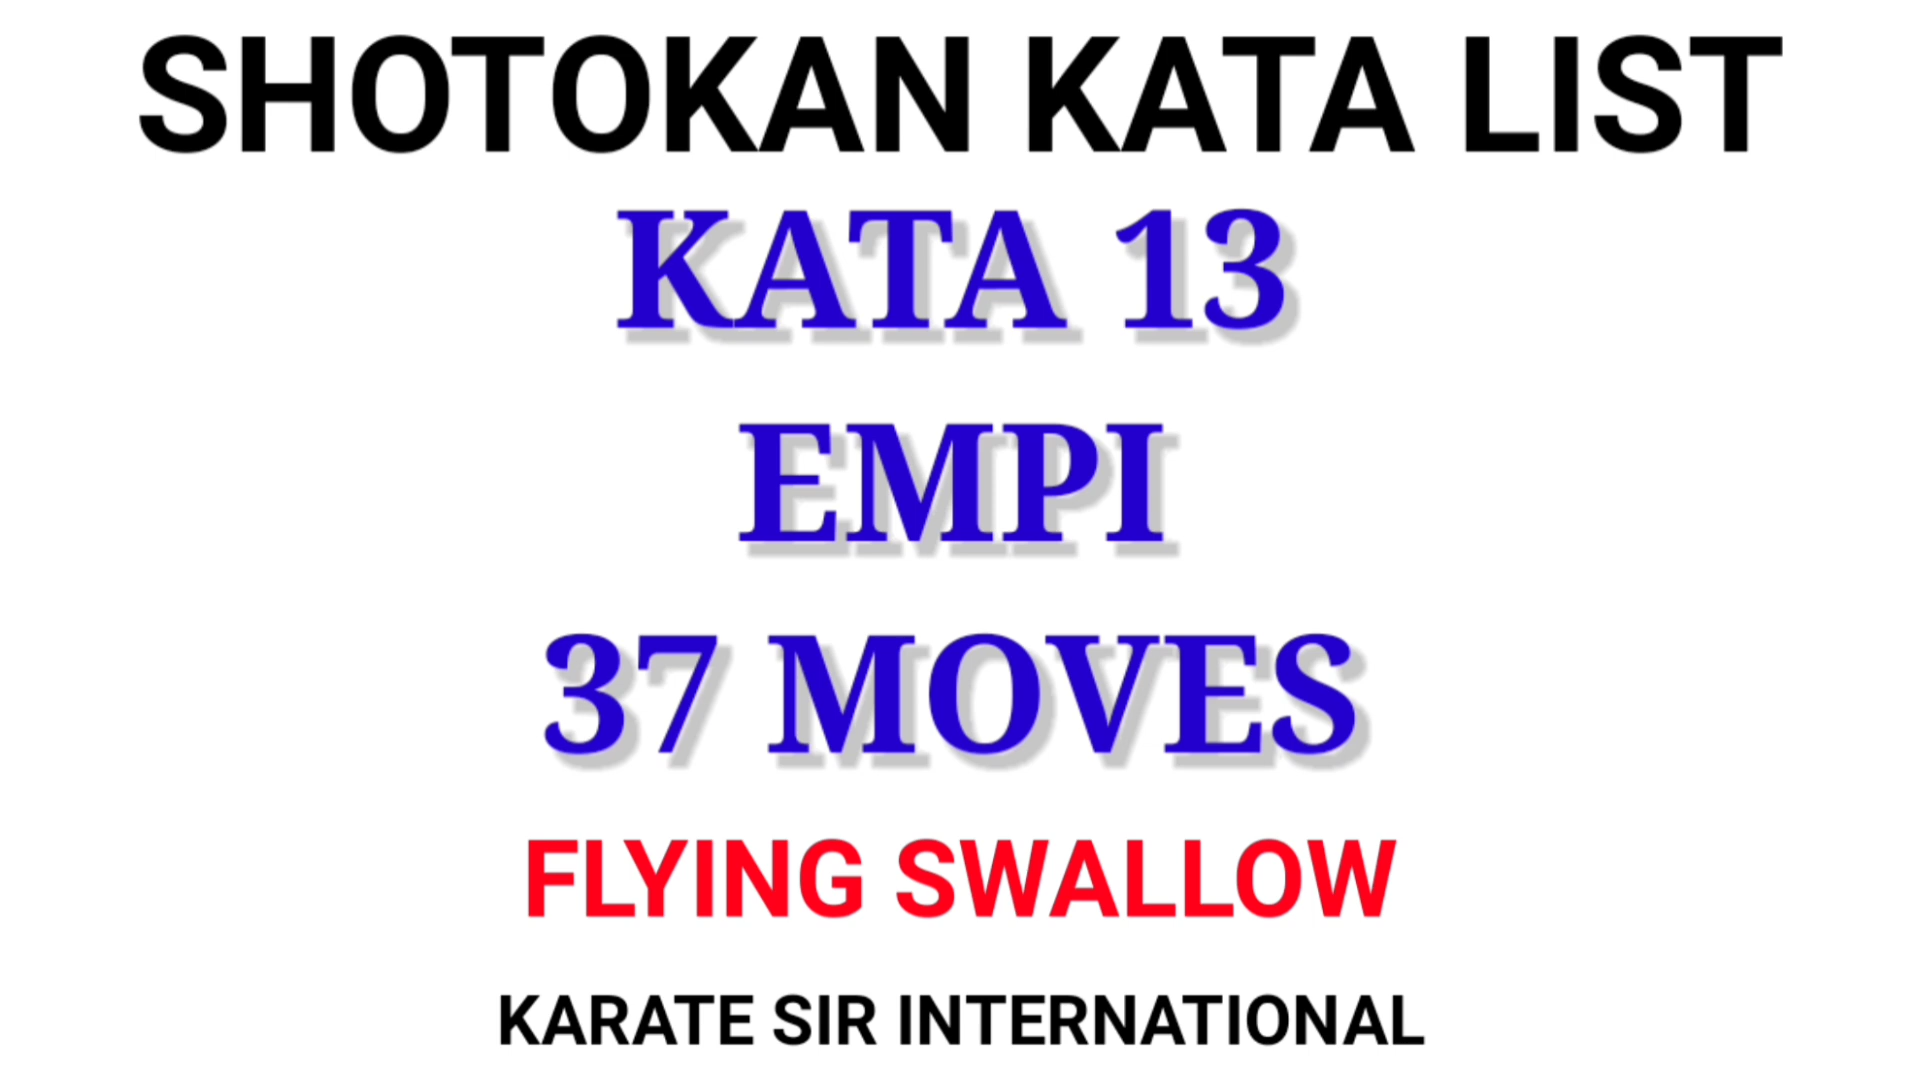 SHOTOKAN KATA LIST
KATA 13
EMPI
37 MOVES
FLYING SWALLOW
KARATE SIR INTERNATIONAL